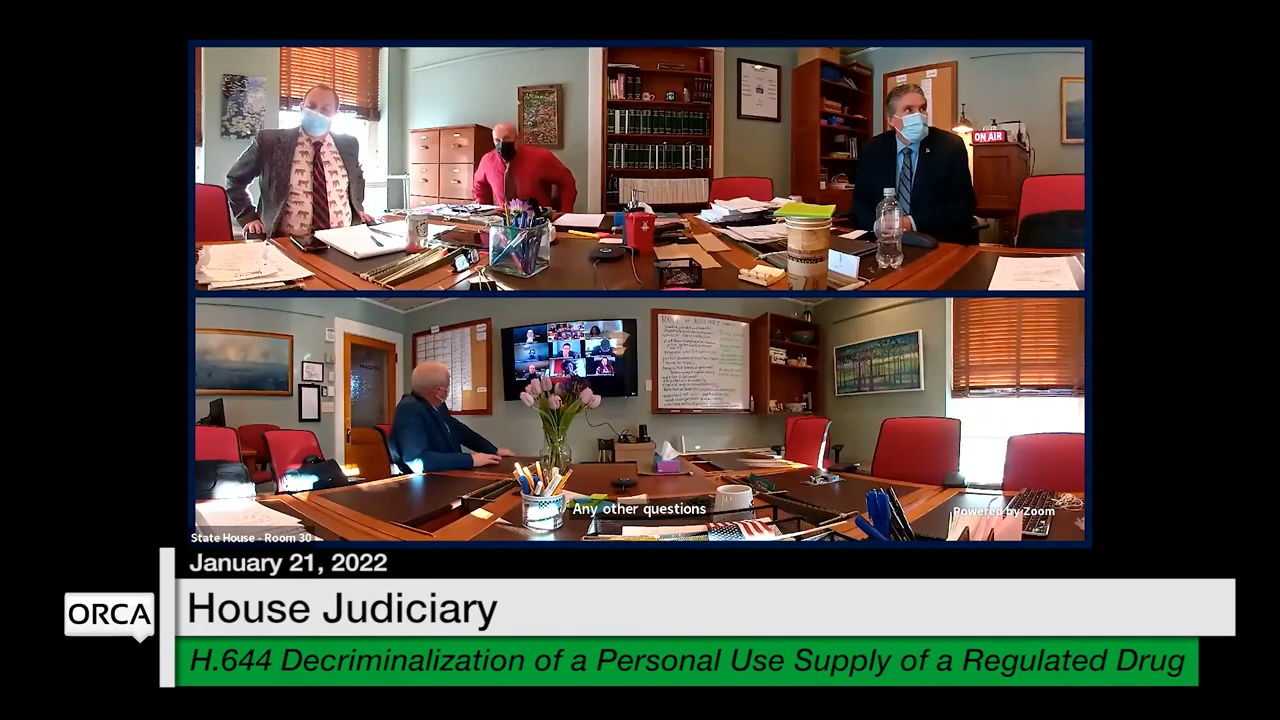 ON AIR
Any other questions
Powered by Zoom
State House - Room 30
January 21, 2022
ORCA
House Judiciary
H.644 Decriminalization of a Personal Use Supply of a Regulated Drug